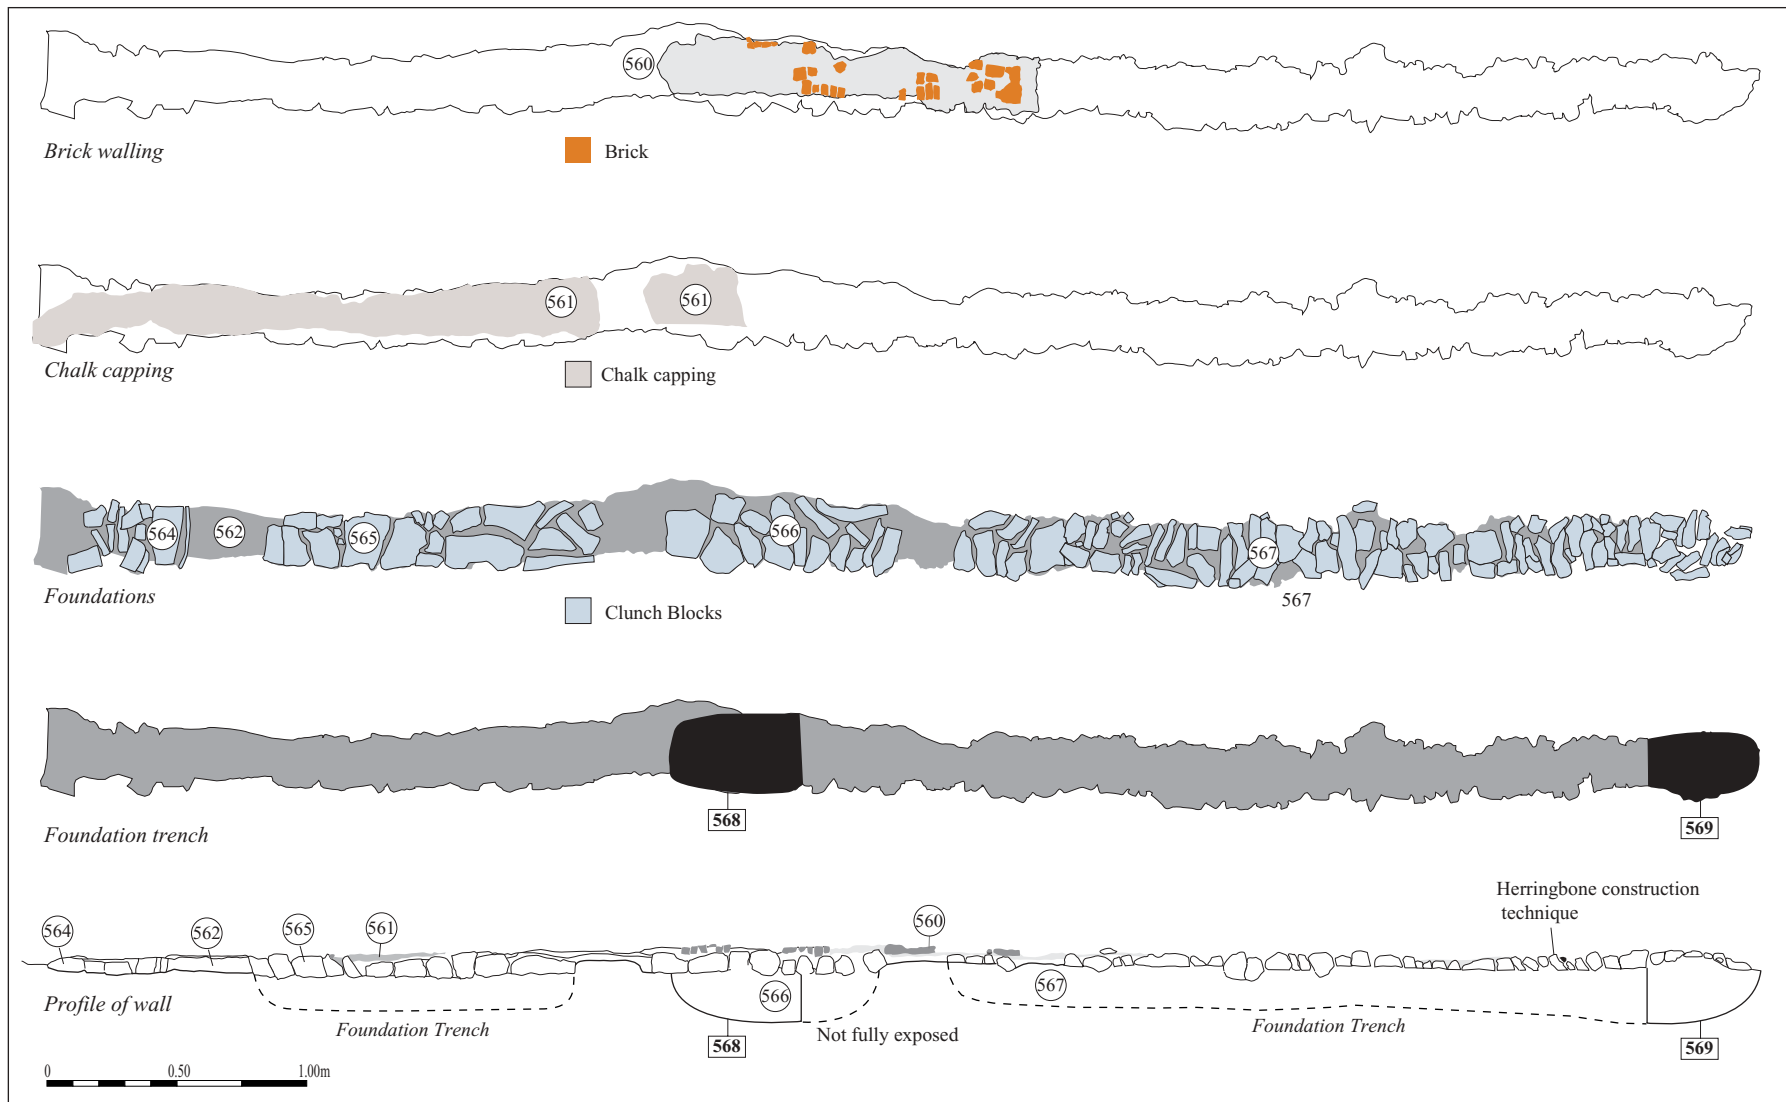 560
Brick walling
Brick
561
561
Chalk capping
Chalk capping
564
562
565
566
567
567
Foundations
Clunch Blocks
568
569
Foundation trench
Herringbone construction
technique
564
562
565
561
560
566
567
Profile of wall
Foundation Trench
Not fully exposed
Foundation Trench
568
569
0 0.50 1.00m